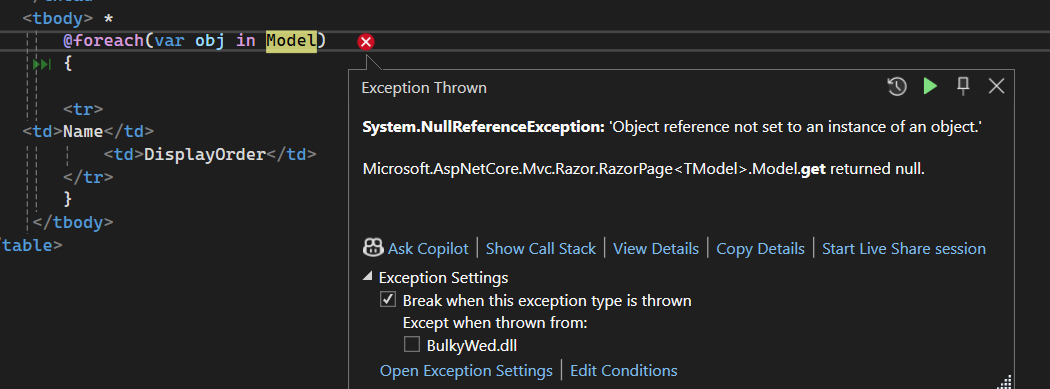 <tbody> *
@foreach(var obj in Model)
{
<tr>
<td>Name</td>
<td>DisplayOrder</td>
</tr>
}
</tbody>
table>
Exception Thrown
System.NullReferenceException: 'Object reference not set to an instance of an object.'
Microsoft.AspNetCore.Mvc.Razor.RazorPage<TModel>.Model.get returned null.
Ask Copilot | Show Call Stack | View Details | Copy Details | Start Live Share session
Exception Settings
Break when this exception type is thrown
Except when thrown from:
BulkyWed.dll
Open Exception Settings | Edit Conditions